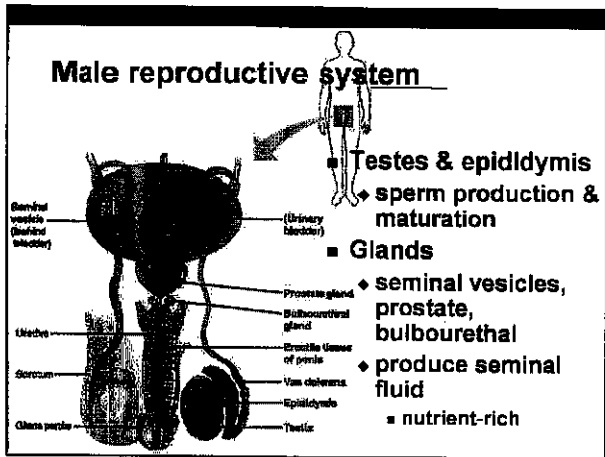 Male reproductive system
Testes & epididymis
sperm production &
maturation
Glands
seminal vesicles,
prostate,
bulbourethal
produce seminal
fluid
nutrient-rich
Seminal
vesicle
(behind
bladder)
Urethra
Scrotum
Glans penis
(Urinary
bladder)
Prostate gland
Bulbourethral
gland
Erectile tissue
of penis
Vas deferens
Epididymis
Testis